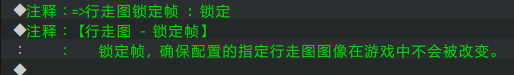 ◆注释：=>行走图锁定帧 : 锁定
◆注释：【行走图 - 锁定帧】
:　　:　　锁定帧，确保配置的指定行走图图像在游戏中不会被改变。
◆